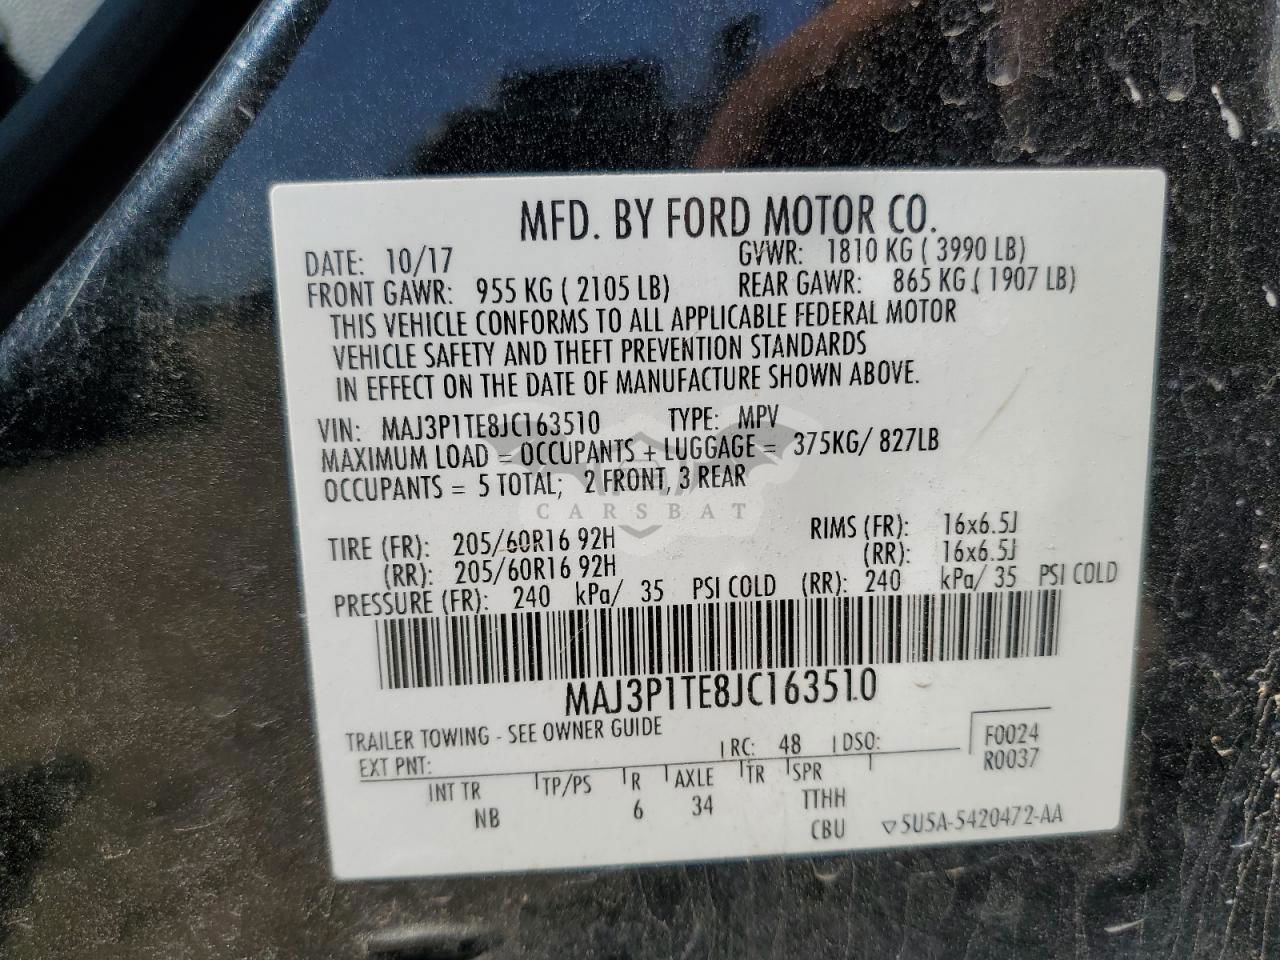 MFD. BY FORD MOTOR CO.
DATE: 10/17 GVWR: 1810 KG ( 3990 LB)
FRONT GAWR: 955 KG ( 2105 LB) REAR GAWR: 865 KG ( 1907 LB)
THIS VEHICLE CONFORMS TO ALL APPLICABLE FEDERAL MOTOR
VEHICLE SAFETY AND THEFT PREVENTION STANDARDS
IN EFFECT ON THE DATE OF MANUFACTURE SHOWN ABOVE.
VIN: MAJ3P1TE8JC163510 TYPE: MPV
MAXIMUM LOAD = OCCUPANTS + LUGGAGE = 375KG/ 827LB
OCCUPANTS = 5 TOTAL; 2 FRONT, 3 REAR
CARSBAT
TIRE (FR): 205/60R16 92H RIMS (FR): 16x6.5J
(RR): 205/60R16 92H (RR): 16x6.5J
PRESSURE (FR): 240 kPa/ 35 PSI COLD (RR): 240 kPa/ 35 PSI COLD
MAJ3P1TE8JC163510
TRAILER TOWING - SEE OWNER GUIDE
EXT PNT: RC: 48 DSO: F0024
R0037
INT TR TP/PS R AXLE TR SPR
NB 6 34 TTHH
CBU ▽5U5A-5420472-AA